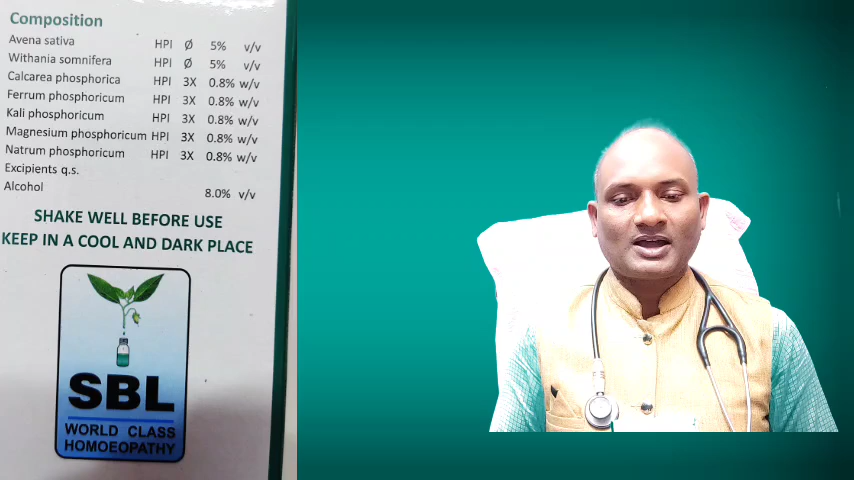 Composition
Avena sativa HPI Ø 5% v/v
Withania somnifera HPI Ø 5% v/v
Calcarea phosphorica HPI 3X 0.8% w/v
Ferrum phosphoricum HPI 3X 0.8% w/v
Kali phosphoricum HPI 3X 0.8% w/v
Magnesium phosphoricum HPI 3X 0.8% w/v
Natrum phosphoricum HPI 3X 0.8% w/v
Excipients q.s.
Alcohol 8.0% v/v
SHAKE WELL BEFORE USE
KEEP IN A COOL AND DARK PLACE
SBL
WORLD CLASS
HOMOEOPATHY